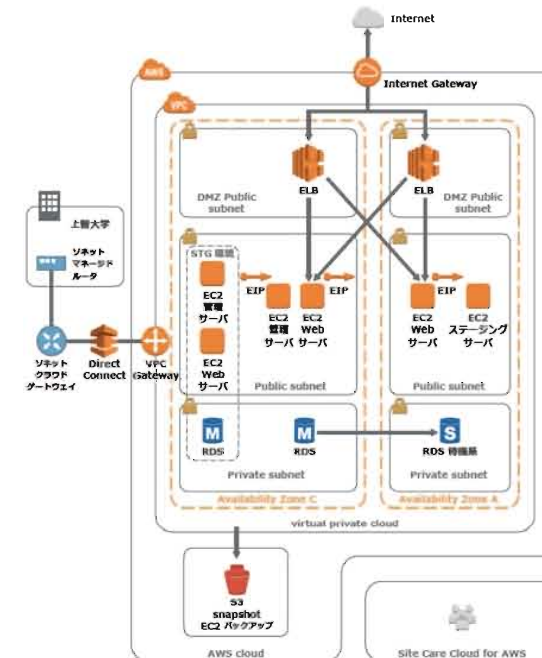 Internet
AWS
Internet Gateway
VPC
ELB
ELB
DMZ Public
subnet
DMZ Public
subnet
上智大学
ソネット
マネージド
ルータ
STG 環境
EC2
管理
サーバ
EIP
EC2
管理
サーバ
EC2
Web
サーバ
EIP
EC2
Web
サーバ
EIP
EC2
ステージング
サーバ
EC2
Web
サーバ
ソネット
クラウド
ゲートウェイ
Direct
Connect
VPC
Gateway
Public subnet
Public subnet
M
RDS
M
RDS
S
RDS 待機系
Private subnet
Private subnet
Availability Zone C
Availability Zone A
virtual private cloud
S3
snapshot
EC2 バックアップ
AWS cloud
Site Care Cloud for AWS